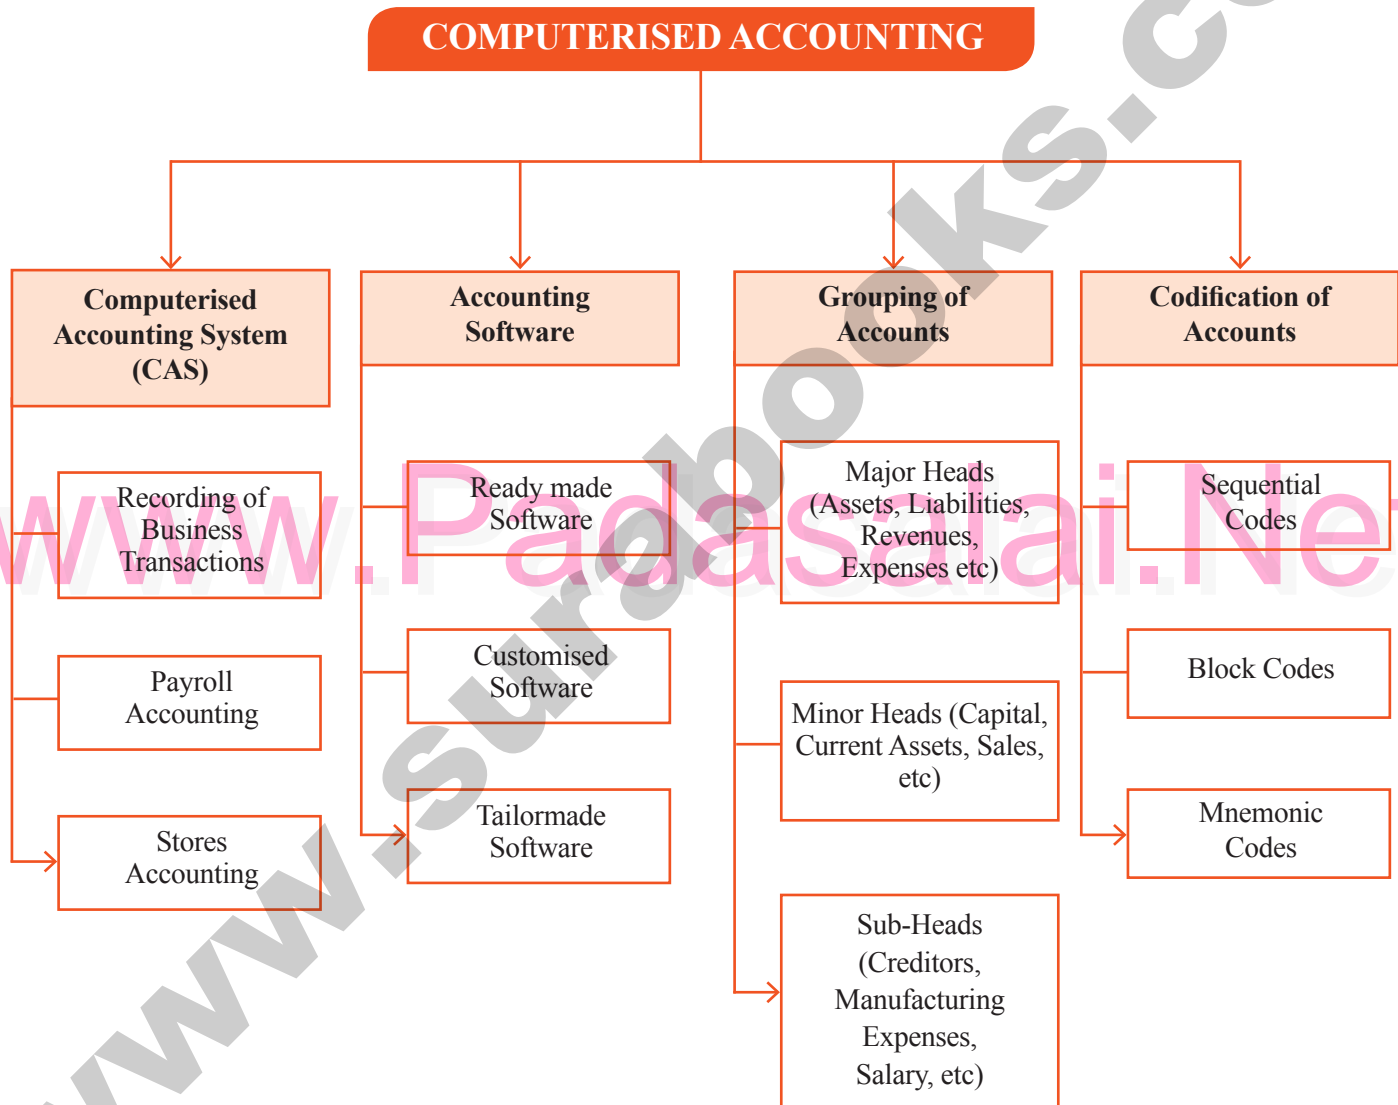 COMPUTERISED ACCOUNTING
Computerised
Accounting System
(CAS)
Recording of
Business
Transactions
Payroll
Accounting
Stores
Accounting
Accounting
Software
Ready made
Software
Customised
Software
Tailormade
Software
Grouping of
Accounts
Major Heads
(Assets, Liabilities,
Revenues,
Expenses etc)
Minor Heads (Capital,
Current Assets, Sales,
etc)
Sub-Heads
(Creditors,
Manufacturing
Expenses,
Salary, etc)
Codification of
Accounts
Sequential
Codes
Block Codes
Mnemonic
Codes
www.Padasalai.Net
www.surabooks.co